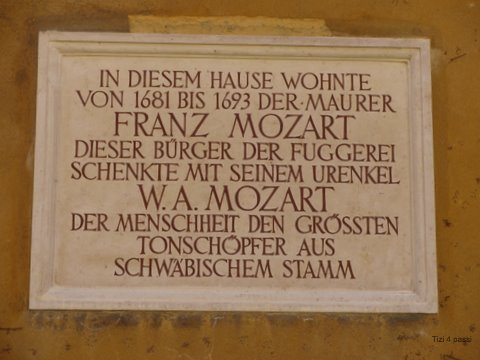 IN DIESEM HAUSE WOHNTE
VON 1681 BIS 1693 DER·MAURER
FRANZ MOZART
DIESER BÜRGER DER FUGGEREI
SCHENKTE MIT SEINEM URENKEL
W.A. MOZART
DER MENSCHHEIT DEN GRÖSSTEN
TONSCHÖPFER AUS
SCHWÄBISCHEM STAMM
Tizi 4 passi